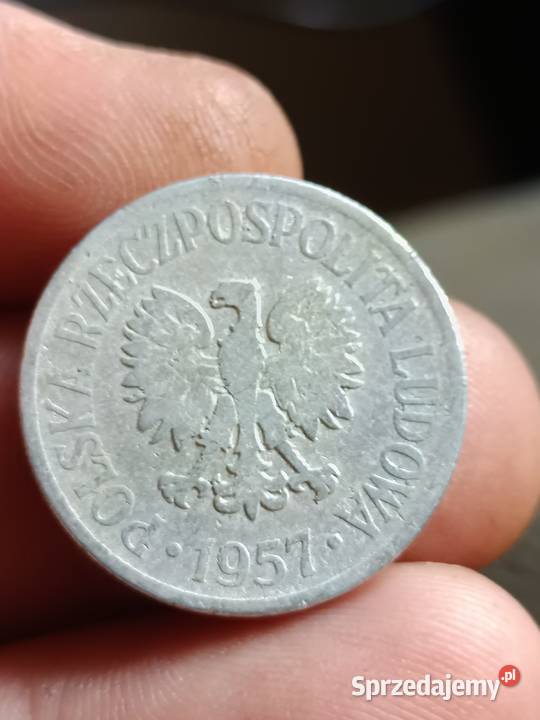 POLSKA RZECZPOSPOLITA LUDOWA
· 1957 ·
Sprzedajemy.pl